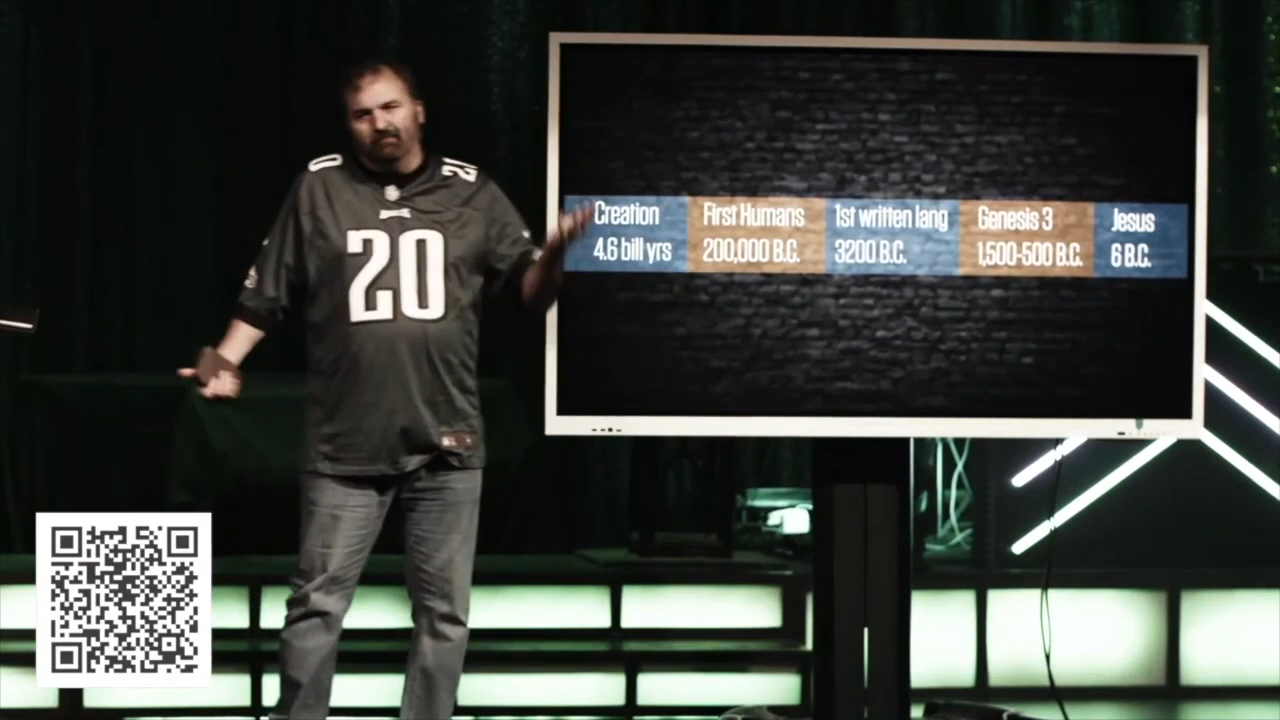 20
20
20
Creation
4.6 bill yrs
First Humans
200,000 B.C.
1st written lang
3200 B.C.
Genesis 3
1,500-500 B.C.
Jesus
6 B.C.